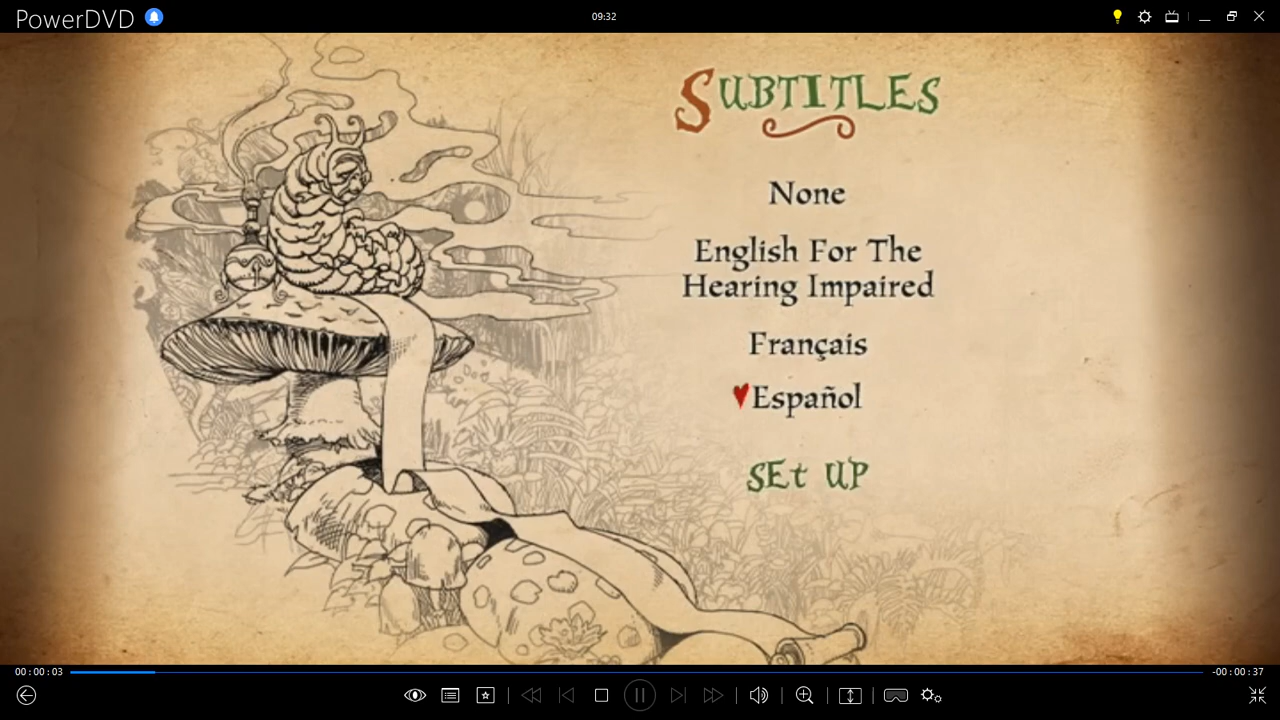 PowerDVD
09:32
SUBTITLES
None
English For The
Hearing Impaired
Français
Español
SEt UP
00:00:03
-00:00:37